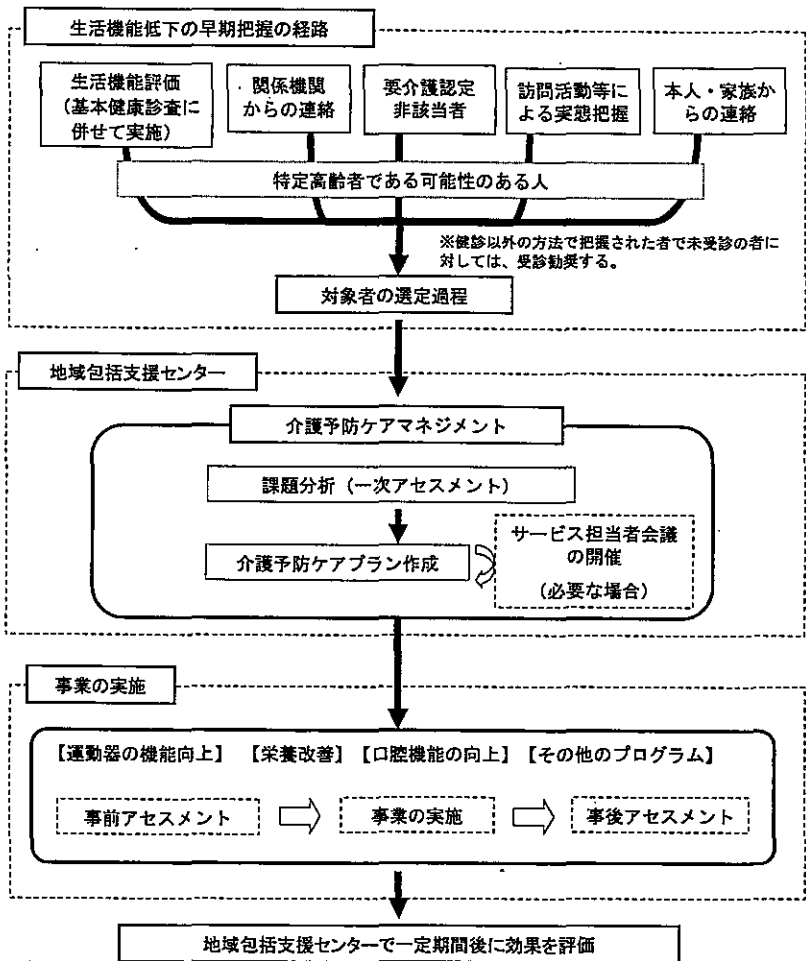 生活機能低下の早期把握の経路
生活機能評価
（基本健康診査に
併せて実施）
関係機関
からの連絡
要介護認定
非該当者
訪問活動等に
よる実態把握
本人・家族か
らの連絡
特定高齢者である可能性のある人
※健診以外の方法で把握された者で未受診の者に
対しては、受診勧奨する。
対象者の選定過程
地域包括支援センター
介護予防ケアマネジメント
課題分析（一次アセスメント）
介護予防ケアプラン作成
サービス担当者会議
の開催
（必要な場合）
事業の実施
【運動器の機能向上】 【栄養改善】 【口腔機能の向上】 【その他のプログラム】
事前アセスメント
事業の実施
事後アセスメント
地域包括支援センターで一定期間後に効果を評価